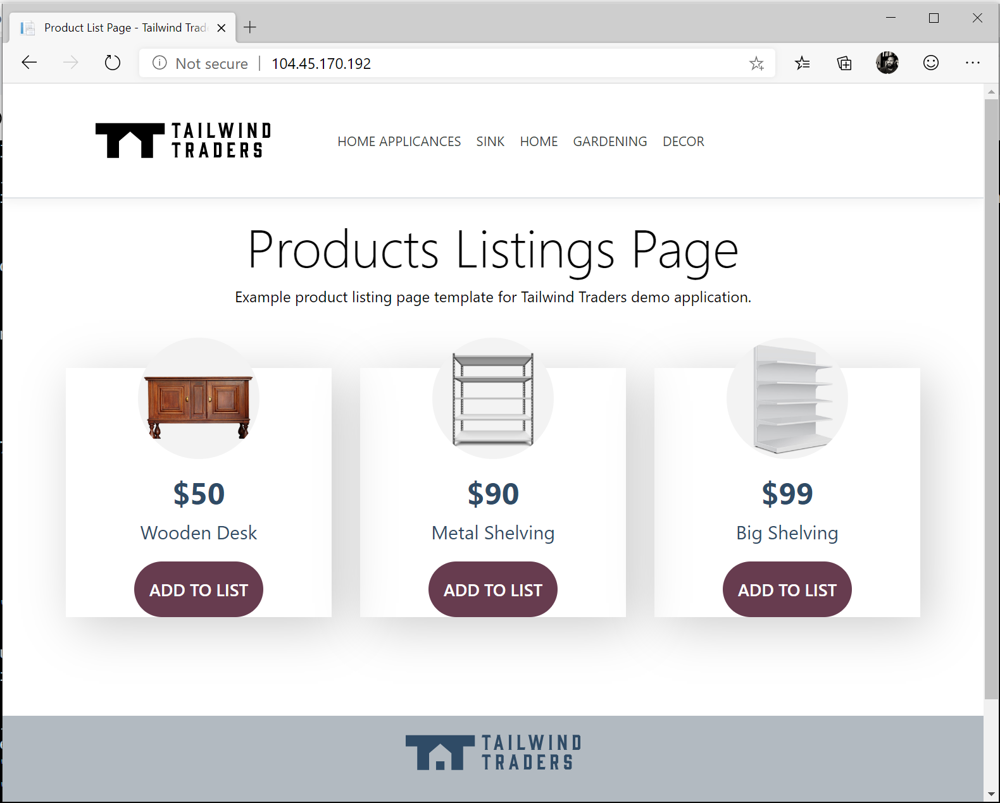 Product List Page - Tailwind Trad
Not secure | 104.45.170.192
TAILWIND
TRADERS
HOME APPLICANCES SINK HOME GARDENING DECOR
Products Listings Page
Example product listing page template for Tailwind Traders demo application.
$50 $90 $99
Wooden Desk Metal Shelving Big Shelving
ADD TO LIST ADD TO LIST ADD TO LIST
TAILWIND
TRADERS